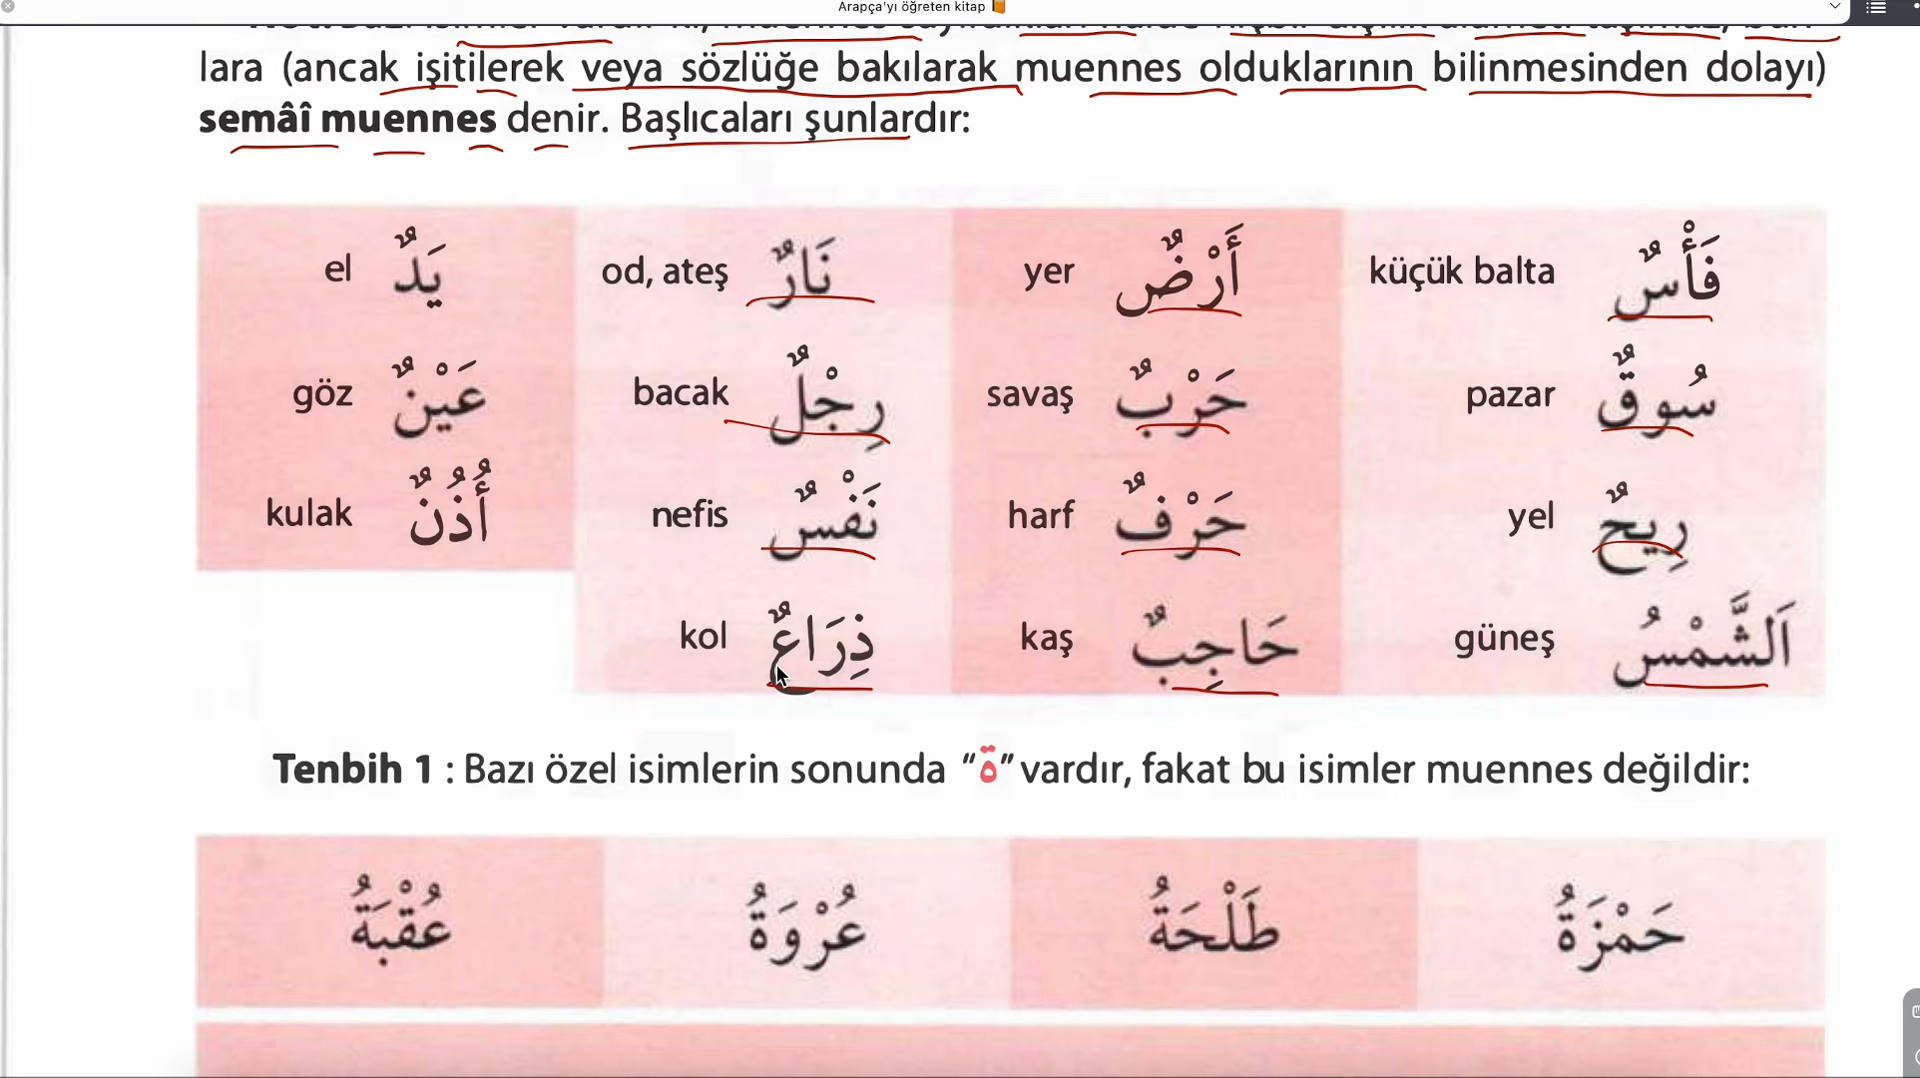 Arapça'yı öğreten kitap
lara (ancak işitilerek veya sözlüğe bakılarak muennes olduklarının bilinmesinden dolayı)
semâî muennes denir. Başlıcaları şunlardır:
el يَدٌ od, ateş نَارٌ yer أَرْضٌ küçük balta فَأْسٌ
göz عَيْنٌ bacak رِجْلٌ savaş حَرْبٌ pazar سُوقٌ
kulak أُذُنٌ nefis نَفْسٌ harf حَرْفٌ yel رِيحٌ
kol ذِرَاعٌ kaş حَاجِبٌ güneş اَلشَّمْسُ
Tenbih 1 : Bazı özel isimlerin sonunda “ة” vardır, fakat bu isimler muennes değildir:
عُقْبَةُ عُرْوَةُ طَلْحَةُ حَمْزَةُ